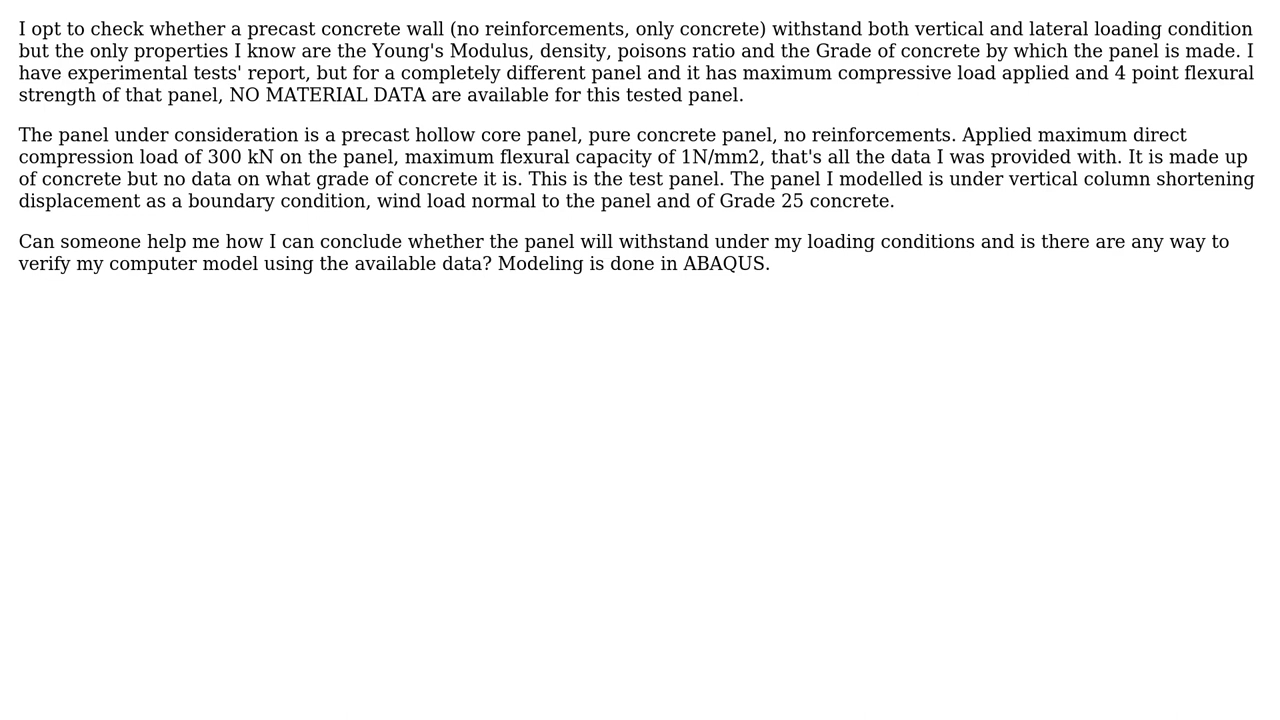 I opt to check whether a precast concrete wall (no reinforcements, only concrete) withstand both vertical and lateral loading condition
but the only properties I know are the Young's Modulus, density, poisons ratio and the Grade of concrete by which the panel is made. I
have experimental tests' report, but for a completely different panel and it has maximum compressive load applied and 4 point flexural
strength of that panel, NO MATERIAL DATA are available for this tested panel.
The panel under consideration is a precast hollow core panel, pure concrete panel, no reinforcements. Applied maximum direct
compression load of 300 kN on the panel, maximum flexural capacity of 1N/mm2, that's all the data I was provided with. It is made up
of concrete but no data on what grade of concrete it is. This is the test panel. The panel I modelled is under vertical column shortening
displacement as a boundary condition, wind load normal to the panel and of Grade 25 concrete.
Can someone help me how I can conclude whether the panel will withstand under my loading conditions and is there are any way to
verify my computer model using the available data? Modeling is done in ABAQUS.